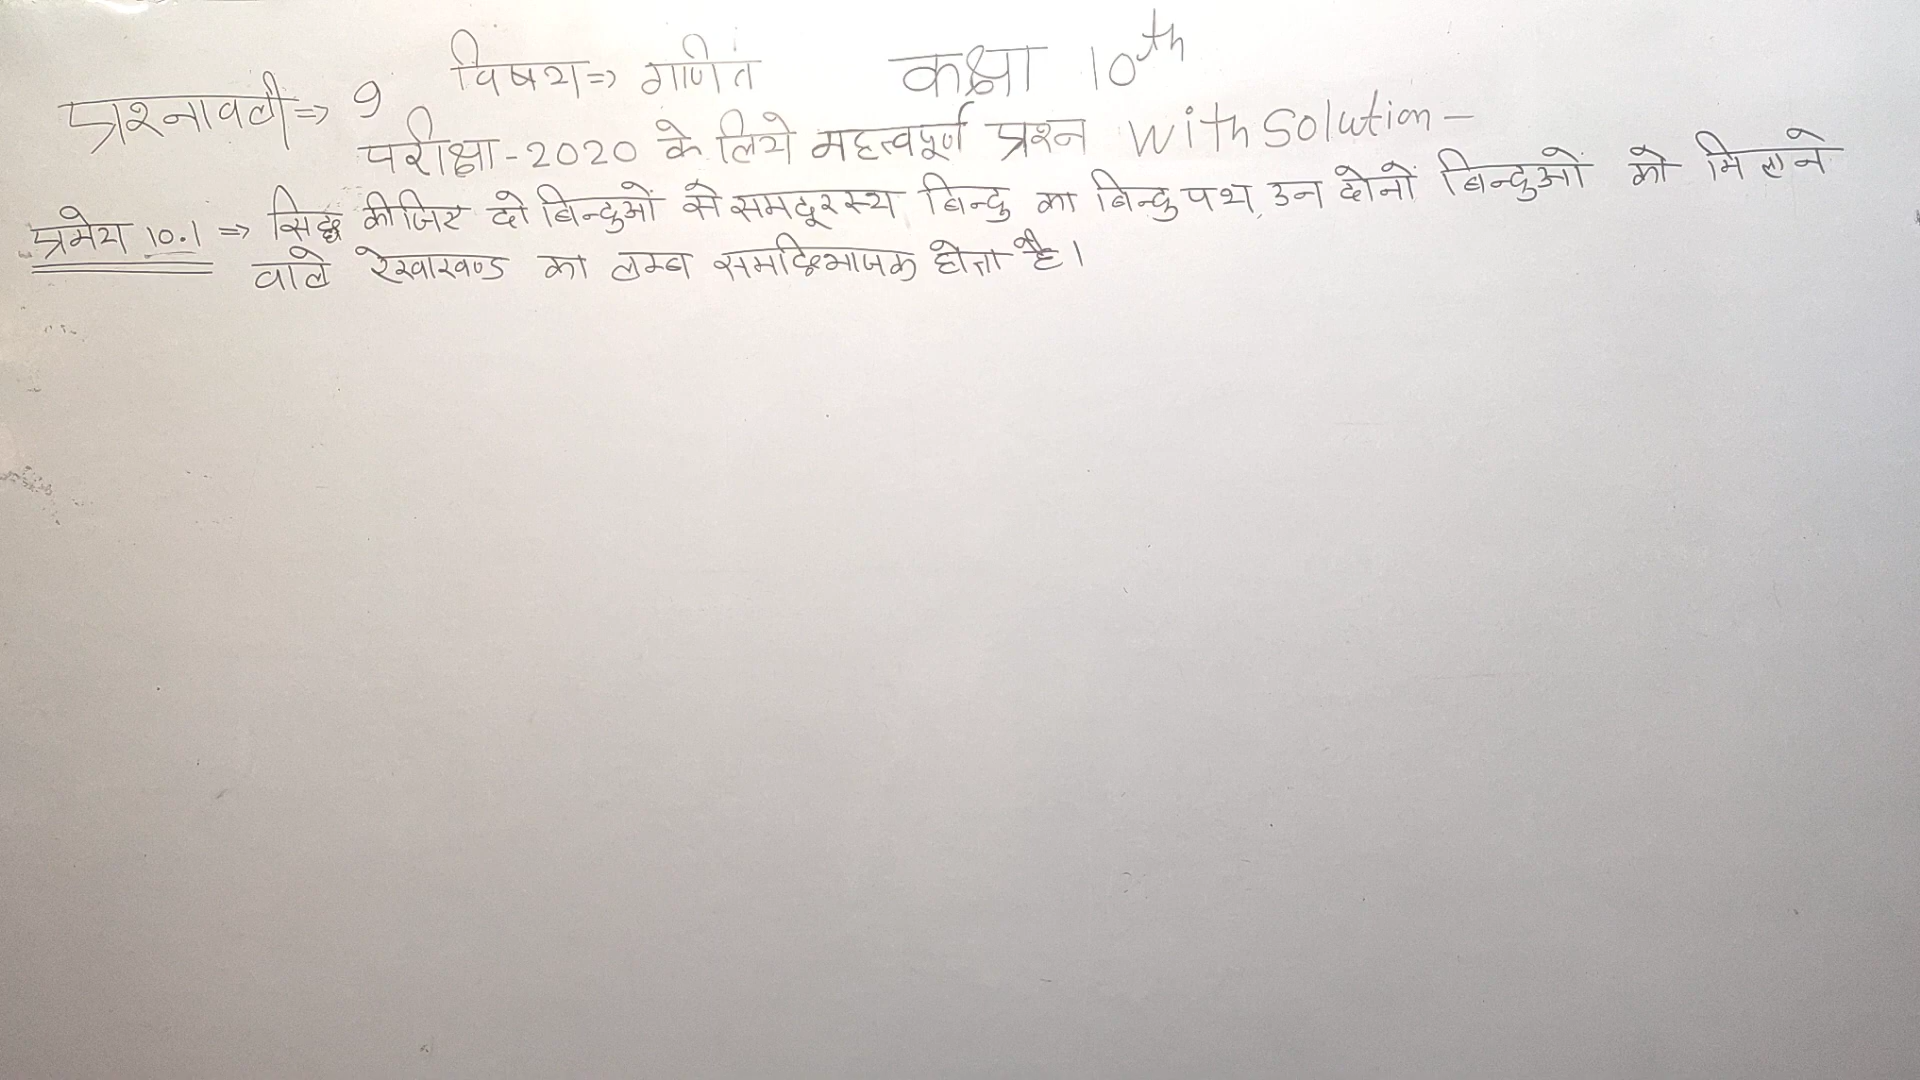 विषय⇒ गणित कक्षा 10th
प्रश्नावली⇒ 9
परीक्षा-2020 के लिये महत्वपूर्ण प्रश्न With Solution –
प्रमेय 10.1 ⇒ सिद्ध कीजिए दो बिन्दुओं से समदूरस्थ बिन्दु का बिन्दुपथ, उन दोनों बिन्दुओं को मिलाने
वाले रेखाखण्ड का लम्ब समद्विभाजक होता है।